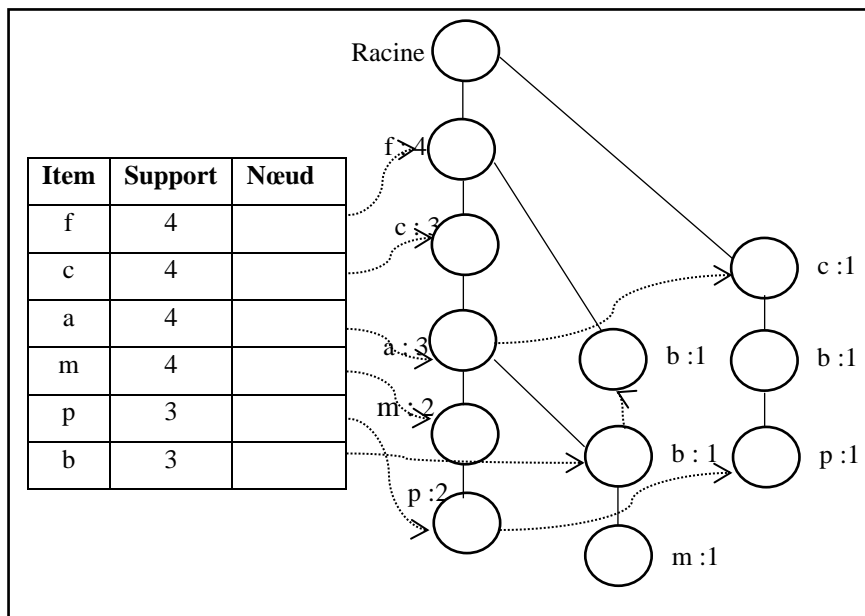 Racine
f : 4
Item Support Nœud
f 4
c 4
a 4
m 4
p 3
b 3
c : 3
c :1
a : 3
b :1
b :1
m : 2
b : 1
p :1
p :2
m :1